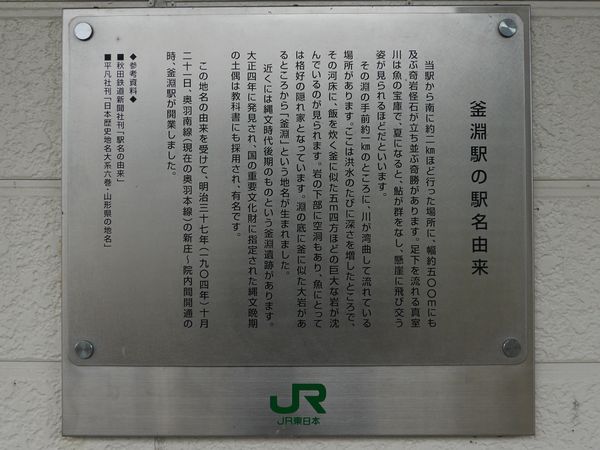 釜淵駅の駅名由来
当駅から南に約二㎞ほど行った場所に、幅約五〇〇ｍにも
及ぶ奇岩怪石が立ち並ぶ奇勝があります。足下を流れる真室
川は魚の宝庫で、夏になると、鮎が群をなし、懸崖に飛び交う
姿が見られるほどだといいます。
その淵の手前約一㎞のところに、川が湾曲して流れている
場所があります。ここは洪水のたびに深さを増したところで、
その河床に、飯を炊く釜に似た五ｍ四方ほどの巨大な岩が沈
んでいるのが見られます。岩の下部に空洞もあり、魚にとって
は格好の隠れ家となっています。淵の底に釜に似た大岩があ
るところから「釜淵」という地名が生まれました。
近くには縄文時代後期のものという釜淵遺跡があります。
大正四年に発見され、国の重要文化財に指定された縄文晩期
の土偶は教科書にも採用され、有名です。
この地名の由来を受けて、明治三十七年（一九〇四年）十月
二十一日、奥羽南線（現在の奥羽本線）の新庄～院内間開通の
時、釜淵駅が開業しました。
◆参考資料◆
■秋田鉄道新聞社刊「駅名の由来」
■平凡社刊「日本歴史地名大系六巻・山形県の地名」
JR
JR東日本